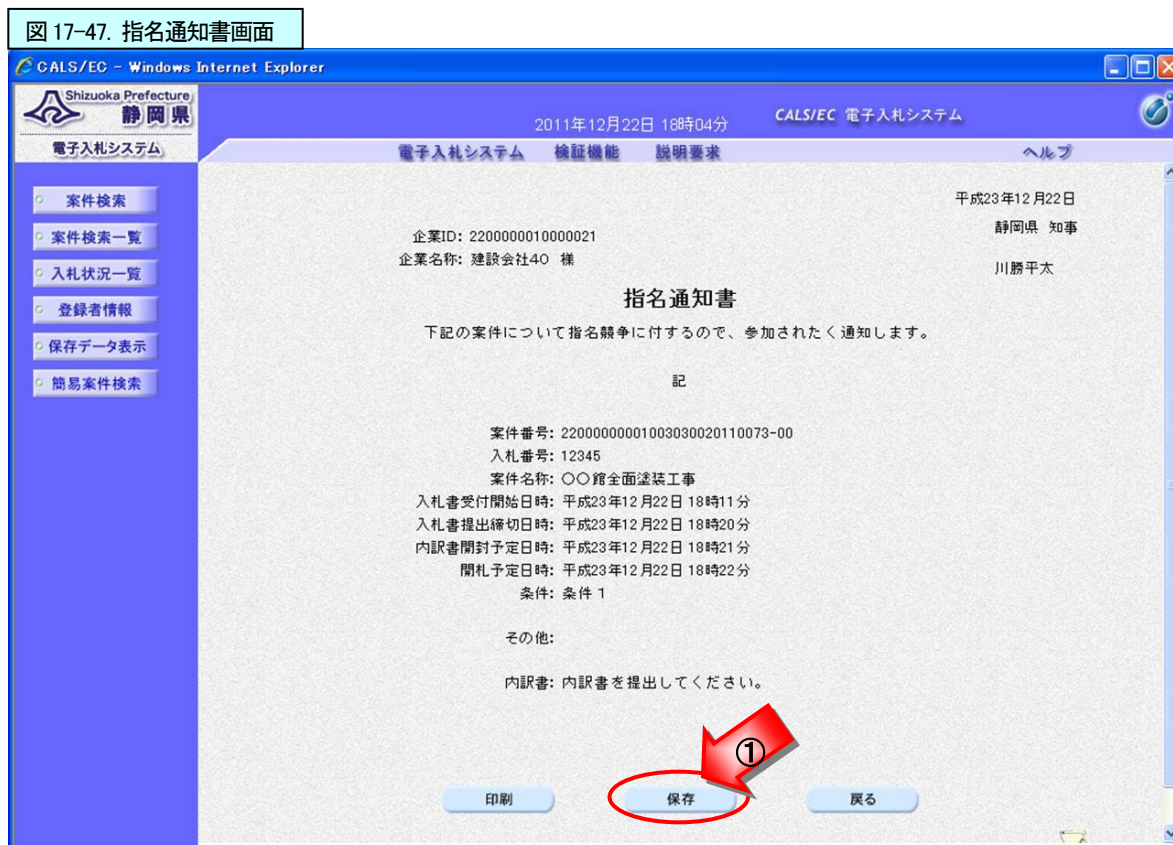 図 17-47. 指名通知書画面
CALS/EC - Windows Internet Explorer
Shizuoka Prefecture
静岡県
電子入札システム
2011年12月22日 18時04分
CALS/EC 電子入札システム
電子入札システム 検証機能 説明要求 ヘルプ
案件検索
案件検索一覧
入札状況一覧
登録者情報
保存データ表示
簡易案件検索
平成23年12月22日
静岡県 知事
企業ID: 2200000010000021
企業名称: 建設会社40 様
川勝平太
指名通知書
下記の案件について指名競争に付するので、参加されたく通知します。
記
案件番号: 22000000001003030020110073-00
入札番号: 12345
案件名称: ○○館全面塗装工事
入札書受付開始日時: 平成23年12月22日 18時11分
入札書提出締切日時: 平成23年12月22日 18時20分
内訳書開封予定日時: 平成23年12月22日 18時21分
開札予定日時: 平成23年12月22日 18時22分
条件: 条件1
その他:
内訳書: 内訳書を提出してください。
①
印刷 保存 戻る